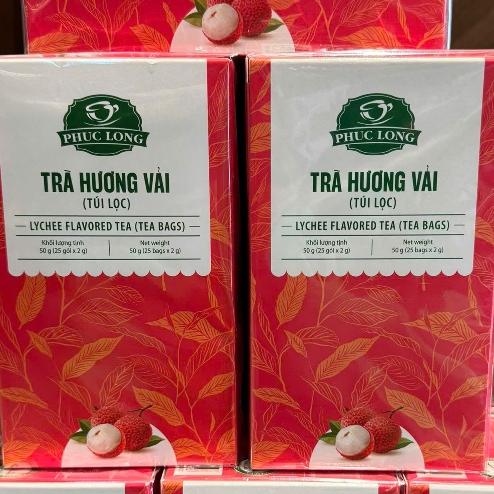 PHUC LONG
TRÀ HƯƠNG VẢI
(TÚI LỌC)
LYCHEE FLAVORED TEA (TEA BAGS)
Khối lượng tịnh
50 g (25 gói x 2 g)
Net weight
50 g (25 bags x 2 g)
PHUC LONG
TRÀ HƯƠNG VẢI
(TÚI LỌC)
LYCHEE FLAVORED TEA (TEA BAGS)
Khối lượng tịnh
50 g (25 gói x 2 g)
Net weight
50 g (25 bags x 2 g)